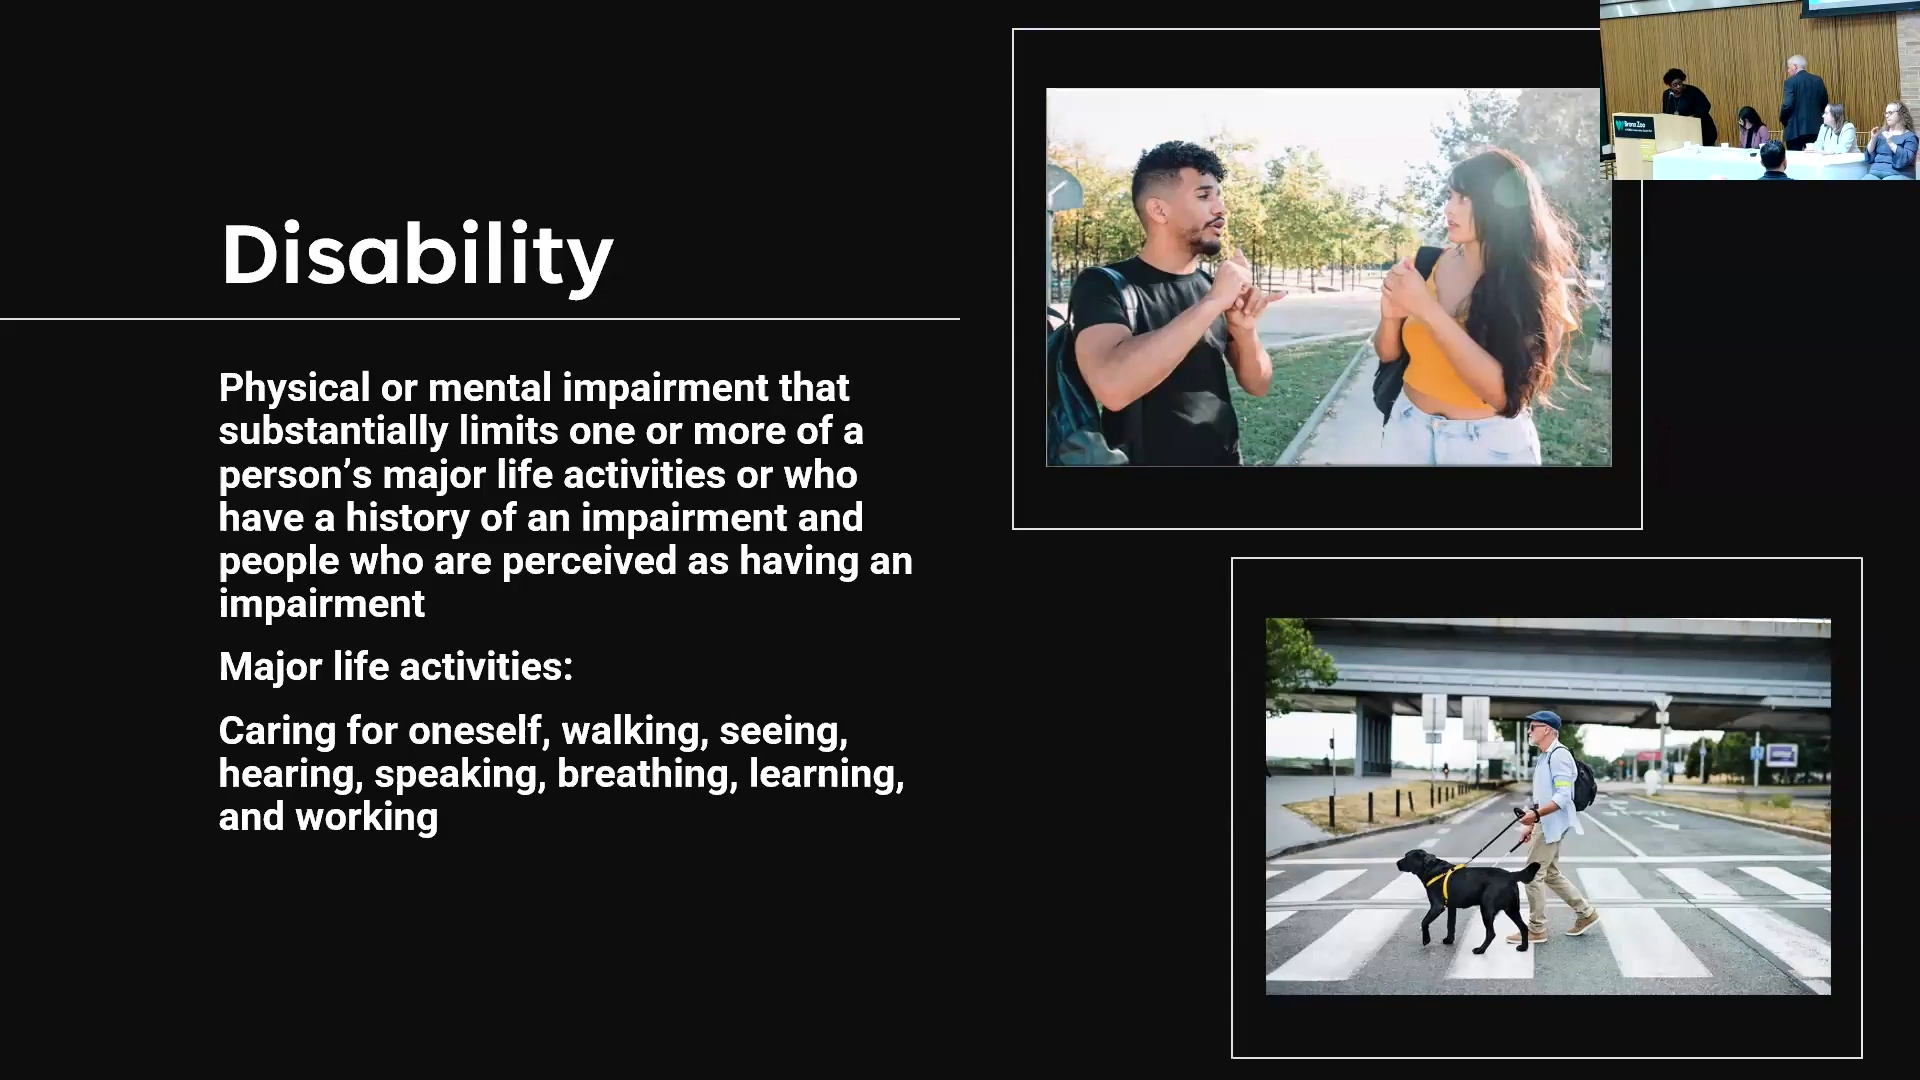 Disability
Physical or mental impairment that
substantially limits one or more of a
person’s major life activities or who
have a history of an impairment and
people who are perceived as having an
impairment
Major life activities:
Caring for oneself, walking, seeing,
hearing, speaking, breathing, learning,
and working
Bronx Zoo